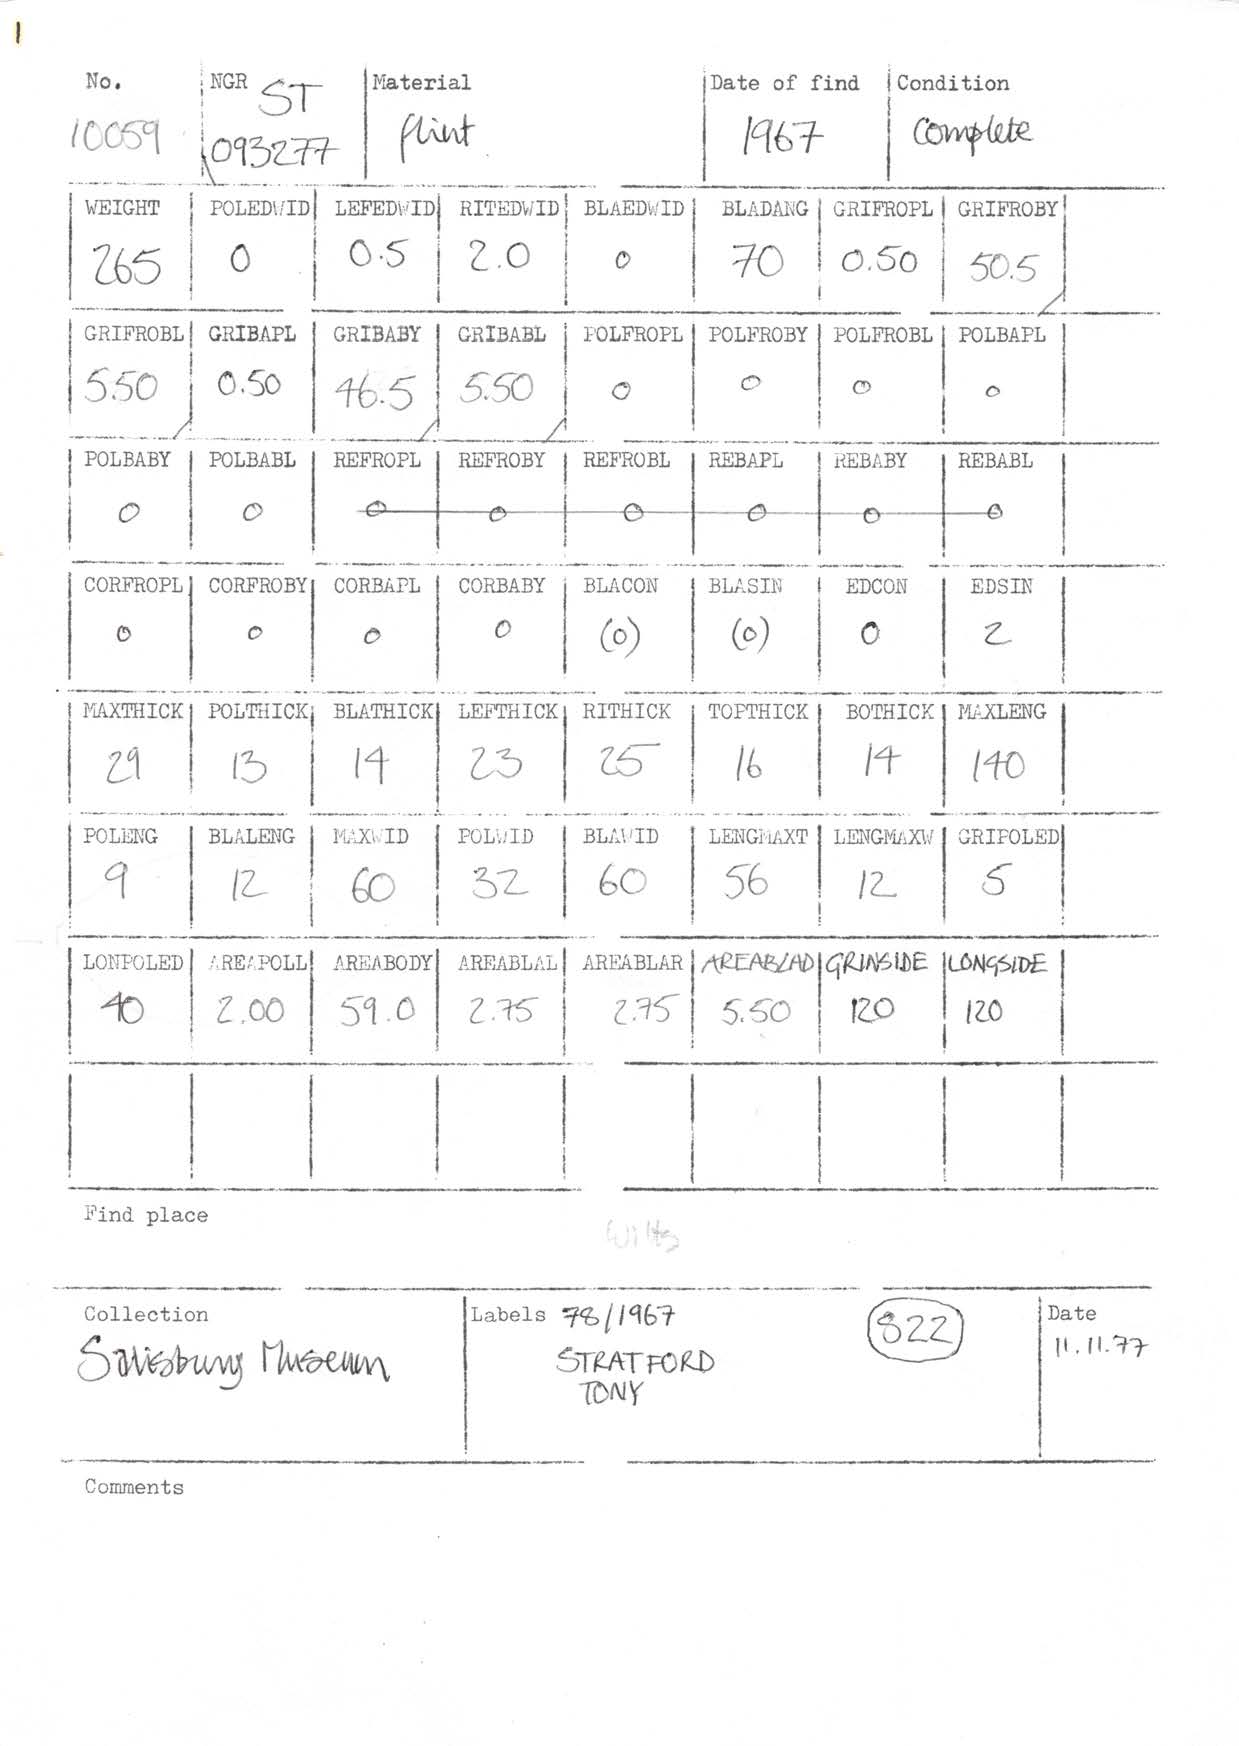 1
No. NGR ST Material Date of find Condition
10059 093277 flint 1967 complete
WEIGHT POLEDWID LEFEDWID RITEDWID BLAEDWID BLADANG GRIFROPL GRIFROBY
265 0 0.5 2.0 0 70 0.50 50.5
GRIFROBL GRIBAPL GRIBABY GRIBABL POLFROPL POLFROBY POLFROBL POLBAPL
5.50 0.50 46.5 5.50 0 0 0 0
POLBABY POLBABL REFROPL REFROBY REFROBL REBAPL REBABY REBABL
0 0 0 0 0 0 0 0
CORFROPL CORFROBY CORBAPL CORBABY BLACON BLASIN EDCON EDSIN
0 0 0 0 (0) (0) 0 2
MAXTHICK POLTHICK BLATHICK LEFTHICK RITHICK TOPTHICK BOTHICK MAXLENG
29 13 14 23 25 16 14 140
POLENG BLALENG MAXWID POLWID BLAWID LENGMAXT LENGMAXW GRIPOLED
9 12 60 32 60 56 12 5
LONPOLED AREAPOLL AREABODY AREABLAL AREABLAR AREABLAD GRINSIDE LONGSIDE
40 2.00 59.0 2.75 2.75 5.50 120 120
Find place
Wilts
Collection Labels 78/1967 822 Date
Salisbury Museum STRATFORD 11.11.77
TONY
Comments